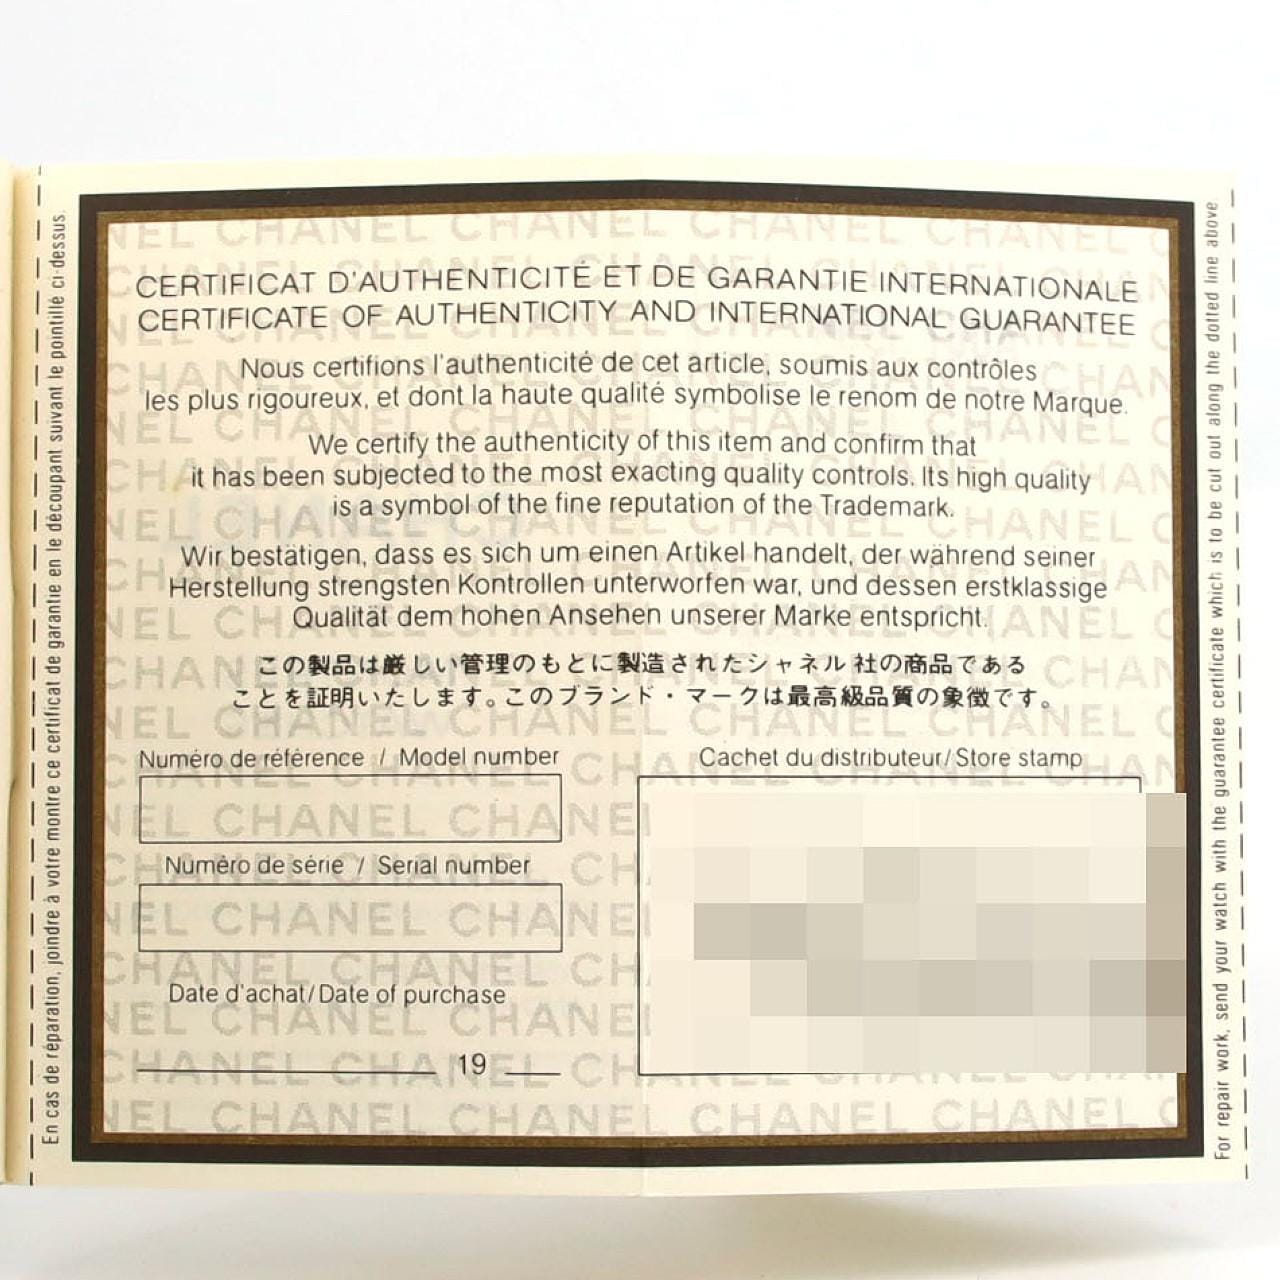 En cas de réparation, joindre à votre montre ce certificat de garantie en le découpant suivant le pointillé ci-dessus.
CERTIFICAT D'AUTHENTICITÉ ET DE GARANTIE INTERNATIONALE
CERTIFICATE OF AUTHENTICITY AND INTERNATIONAL GUARANTEE
Nous certifions l'authenticité de cet article, soumis aux contrôles
les plus rigoureux, et dont la haute qualité symbolise le renom de notre Marque.
We certify the authenticity of this item and confirm that
it has been subjected to the most exacting quality controls. Its high quality
is a symbol of the fine reputation of the Trademark.
Wir bestätigen, dass es sich um einen Artikel handelt, der während seiner
Herstellung strengsten Kontrollen unterworfen war, und dessen erstklassige
Qualität dem hohen Ansehen unserer Marke entspricht.
この製品は厳しい管理のもとに製造されたシャネル社の商品である
ことを証明いたします。このブランド・マークは最高級品質の象徴です。
Numéro de référence / Model number
Cachet du distributeur/Store stamp
Numéro de série / Serial number
Date d'achat/Date of purchase
19
For repair work, send your watch with the guarantee certificate which is to be cut out along the dotted line above
CHANEL